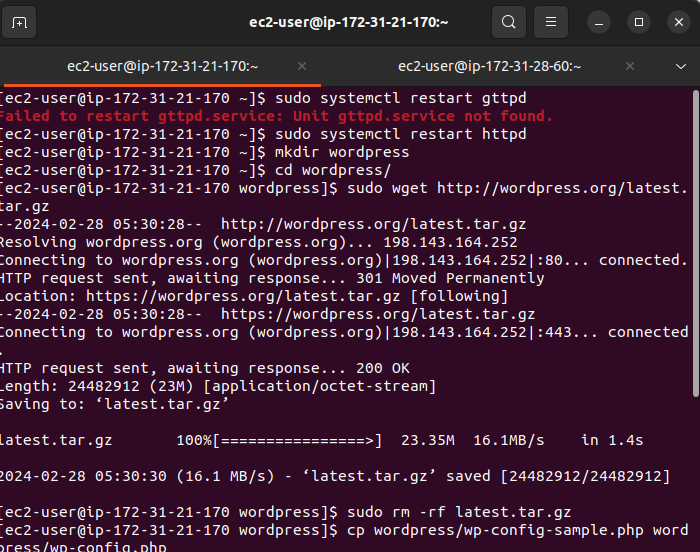 ec2-user@ip-172-31-21-170:~
ec2-user@ip-172-31-21-170:~ ec2-user@ip-172-31-28-60:~
[ec2-user@ip-172-31-21-170 ~]$ sudo systemctl restart gttpd
Failed to restart gttpd.service: Unit gttpd.service not found.
[ec2-user@ip-172-31-21-170 ~]$ sudo systemctl restart httpd
[ec2-user@ip-172-31-21-170 ~]$ mkdir wordpress
[ec2-user@ip-172-31-21-170 ~]$ cd wordpress/
[ec2-user@ip-172-31-21-170 wordpress]$ sudo wget http://wordpress.org/latest.
tar.gz
--2024-02-28 05:30:28--  http://wordpress.org/latest.tar.gz
Resolving wordpress.org (wordpress.org)... 198.143.164.252
Connecting to wordpress.org (wordpress.org)|198.143.164.252|:80... connected.
HTTP request sent, awaiting response... 301 Moved Permanently
Location: https://wordpress.org/latest.tar.gz [following]
--2024-02-28 05:30:28--  https://wordpress.org/latest.tar.gz
Connecting to wordpress.org (wordpress.org)|198.143.164.252|:443... connected
.
HTTP request sent, awaiting response... 200 OK
Length: 24482912 (23M) [application/octet-stream]
Saving to: ‘latest.tar.gz’
latest.tar.gz       100%[================>]  23.35M  16.1MB/s    in 1.4s
2024-02-28 05:30:30 (16.1 MB/s) - ‘latest.tar.gz’ saved [24482912/24482912]
[ec2-user@ip-172-31-21-170 wordpress]$ sudo rm -rf latest.tar.gz
[ec2-user@ip-172-31-21-170 wordpress]$ cp wordpress/wp-config-sample.php word
press/wp-config.php